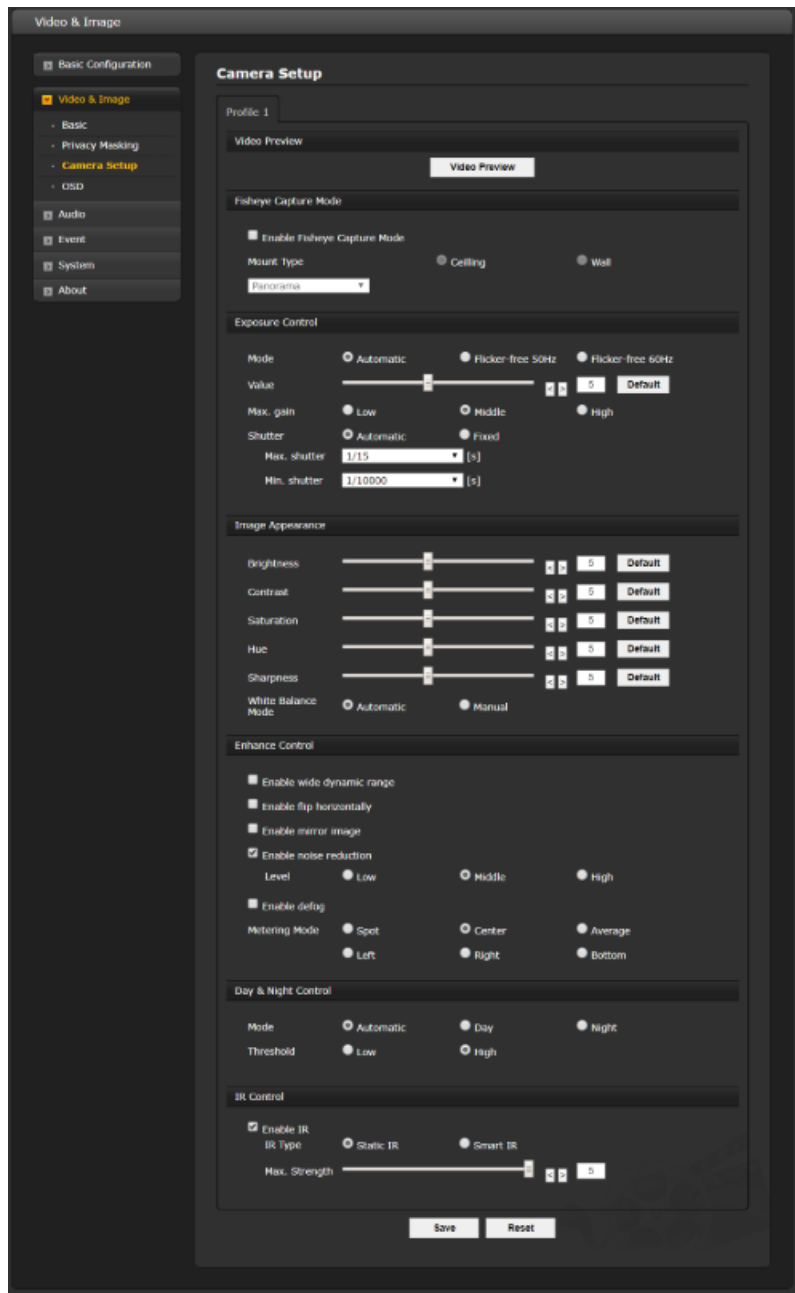 Video & Image
Basic Configuration
Video & Image
Basic
Privacy Masking
Camera Setup
OSD
Audio
Event
System
About
Camera Setup
Profile 1
Video Preview
Video Preview
Fisheye Capture Mode
Enable Fisheye Capture Mode
Mount Type Ceilling Wall
Panorama
Exposure Control
Mode Automatic Flicker-free 50Hz Flicker-free 60Hz
Value < > 5 Default
Max. gain Low Middle High
Shutter Automatic Fixed
Max. shutter 1/15 [s]
Min. shutter 1/10000 [s]
Image Appearance
Brightness < > 5 Default
Contrast < > 5 Default
Saturation < > 5 Default
Hue < > 5 Default
Sharpness < > 5 Default
White Balance
Mode Automatic Manual
Enhance Control
Enable wide dynamic range
Enable flip horizontally
Enable mirror image
Enable noise reduction
Level Low Middle High
Enable defog
Metering Mode Spot Center Average
Left Right Bottom
Day & Night Control
Mode Automatic Day Night
Threshold Low High
IR Control
Enable IR
IR Type Static IR Smart IR
Max. Strength < > 5
Save Reset